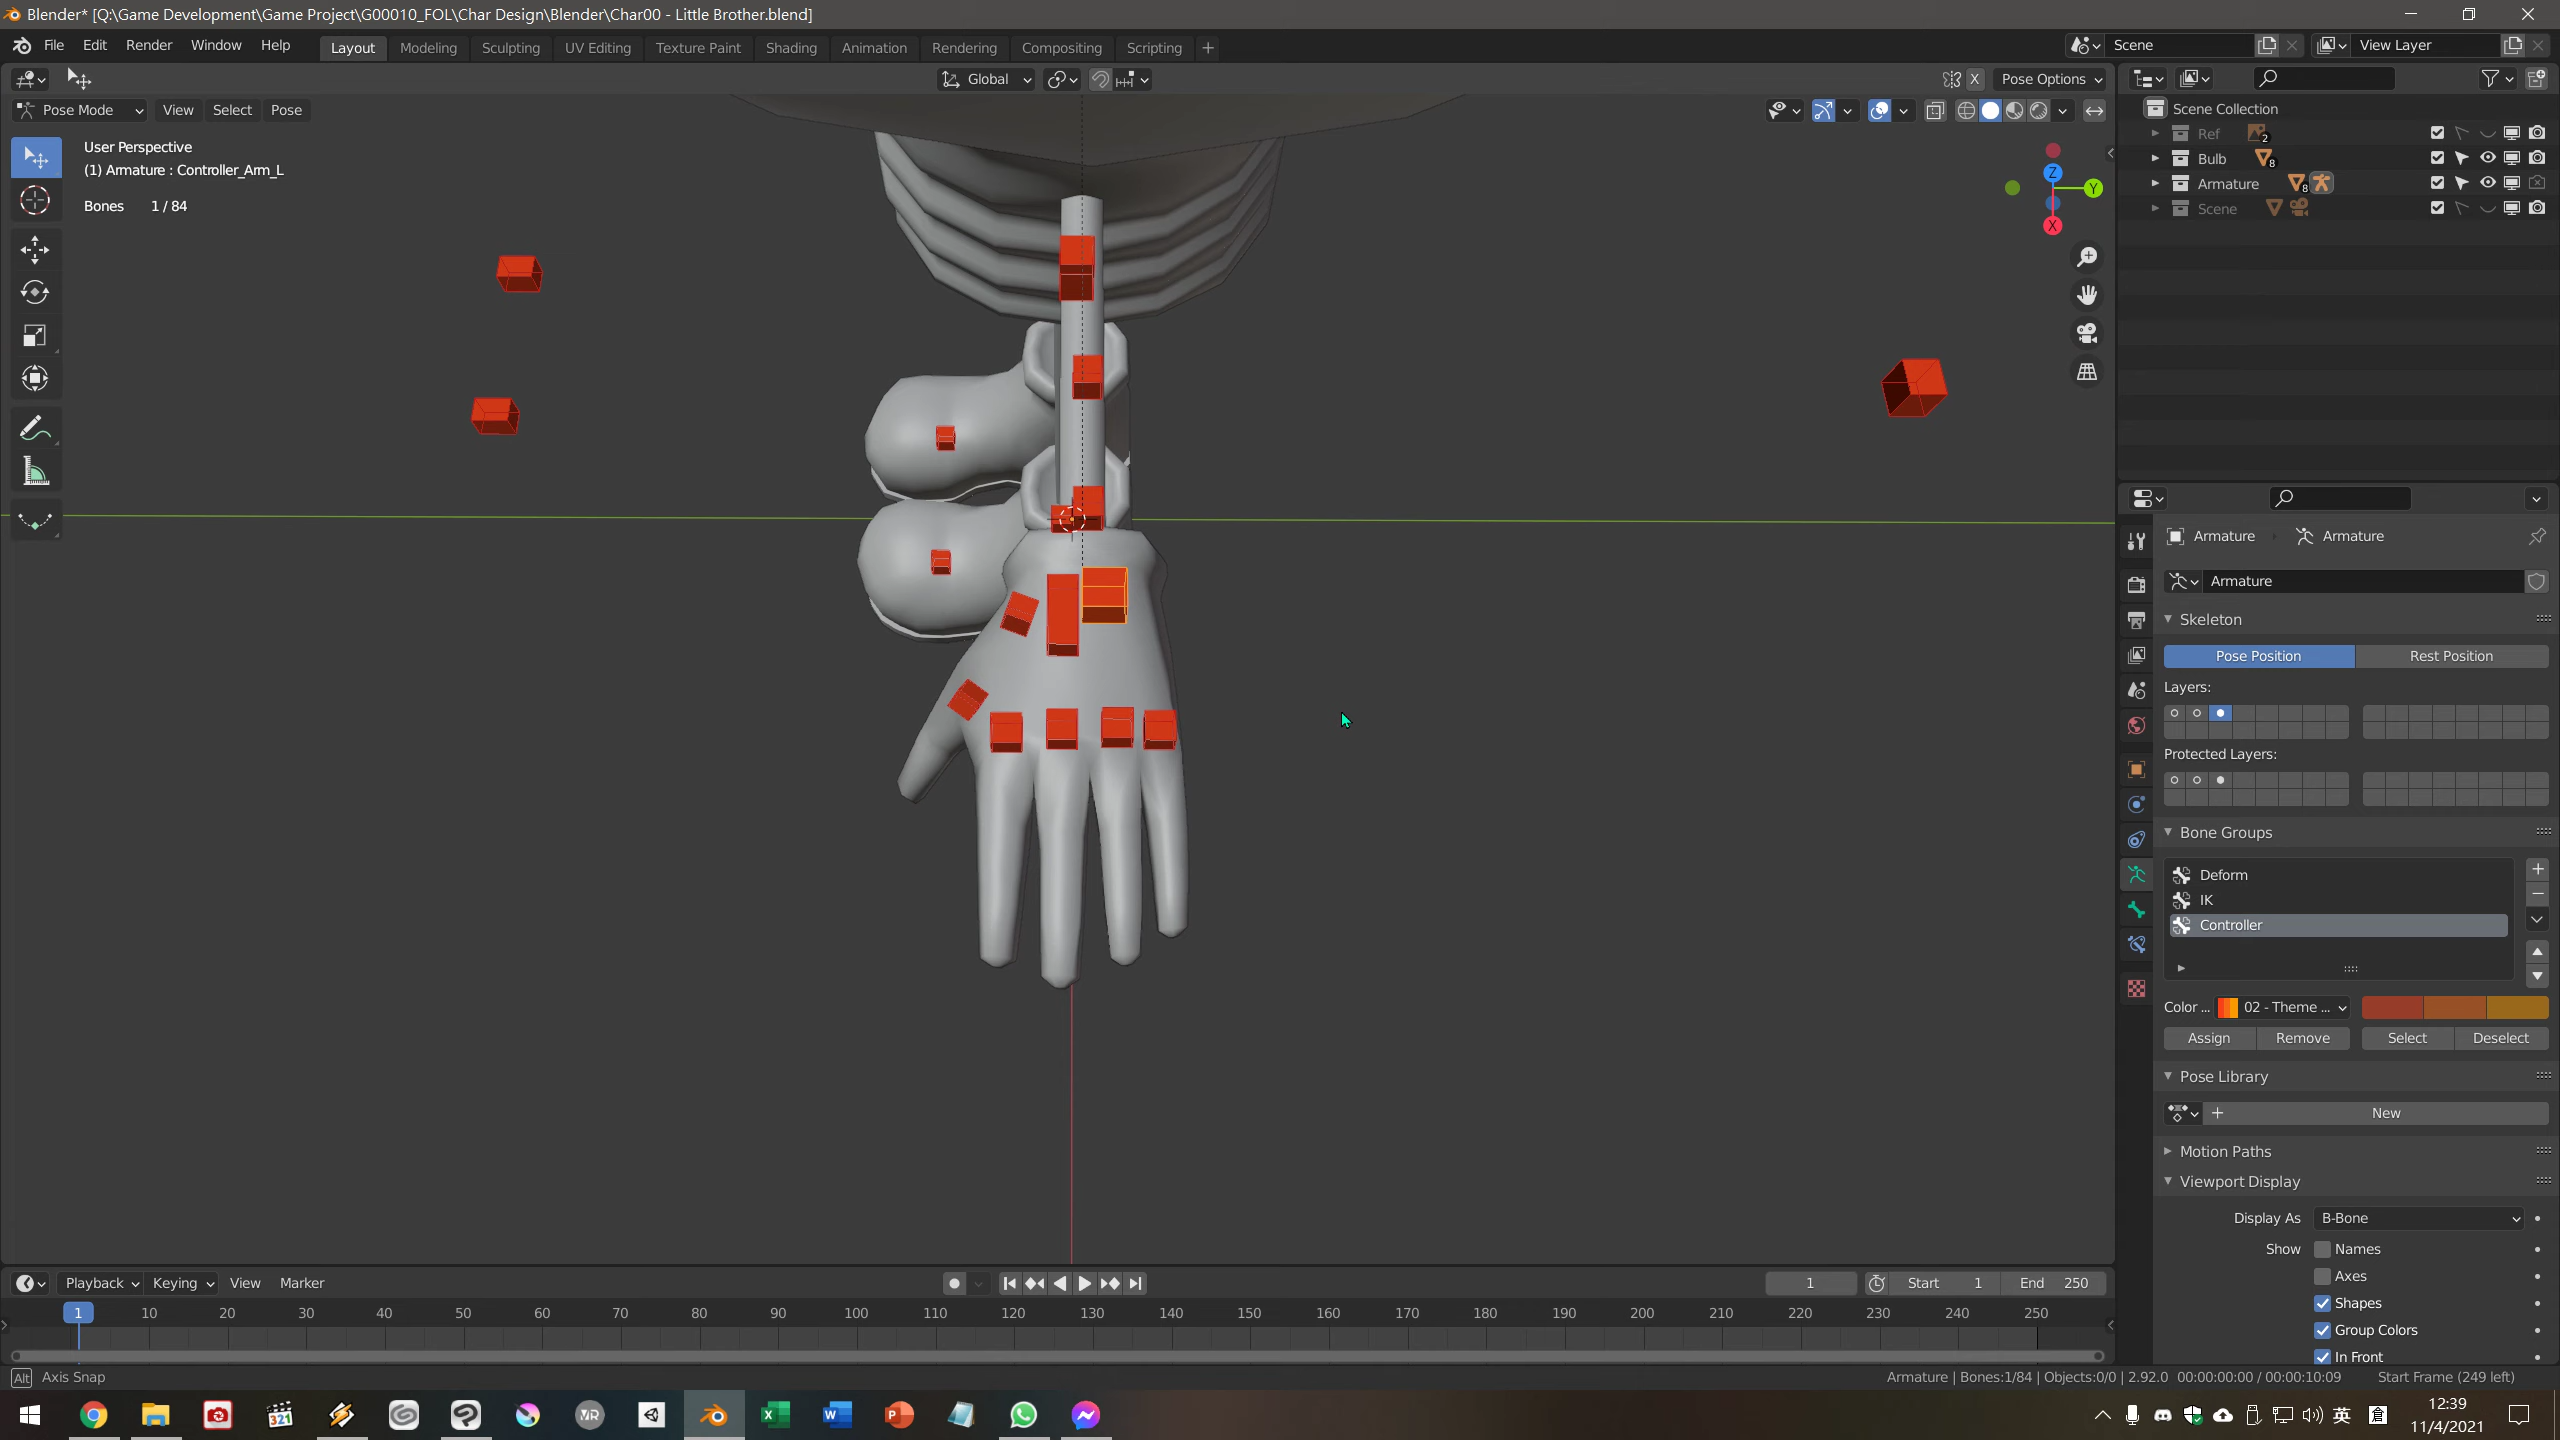 Blender* [Q:\Game Development\Game Project\G00010_FOL\Char Design\Blender\Char00 - Little Brother.blend]
File Edit Render Window Help
Layout Modeling Sculpting UV Editing Texture Paint Shading Animation Rendering Compositing Scripting +
Scene
View Layer
Global
X
Pose Options
Pose Mode View Select Pose
User Perspective
(1) Armature : Controller_Arm_L
Bones 1 / 84
Z
Y
X
Scene Collection
Ref 2
Bulb 8
Armature 8
Scene
Armature Armature
Armature
Skeleton
Pose Position Rest Position
Layers:
Protected Layers:
Bone Groups
Deform
IK
Controller
Color ... 02 - Theme ...
Assign Remove Select Deselect
Pose Library
New
Motion Paths
Viewport Display
Display As B-Bone
Show Names
Axes
Shapes
Group Colors
In Front
Playback Keying View Marker
1 Start 1 End 250
1 10 20 30 40 50 60 70 80 90 100 110 120 130 140 150 160 170 180 190 200 210 220 230 240 250
Alt Axis Snap
Armature | Bones:1/84 | Objects:0/0 | 2.92.0 00:00:00:00 / 00:00:10:09 Start Frame (249 left)
321
VR
英
倉
12:39
11/4/2021